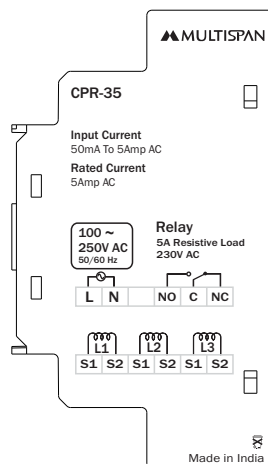 MULTISPAN
CPR-35
Input Current
50mA To 5Amp AC
Rated Current
5Amp AC
100 ~
250V AC
50/60 Hz
Relay
5A Resistive Load
230V AC
L N NO C NC
L1 L2 L3
S1 S2 S1 S2 S1 S2
Made in India